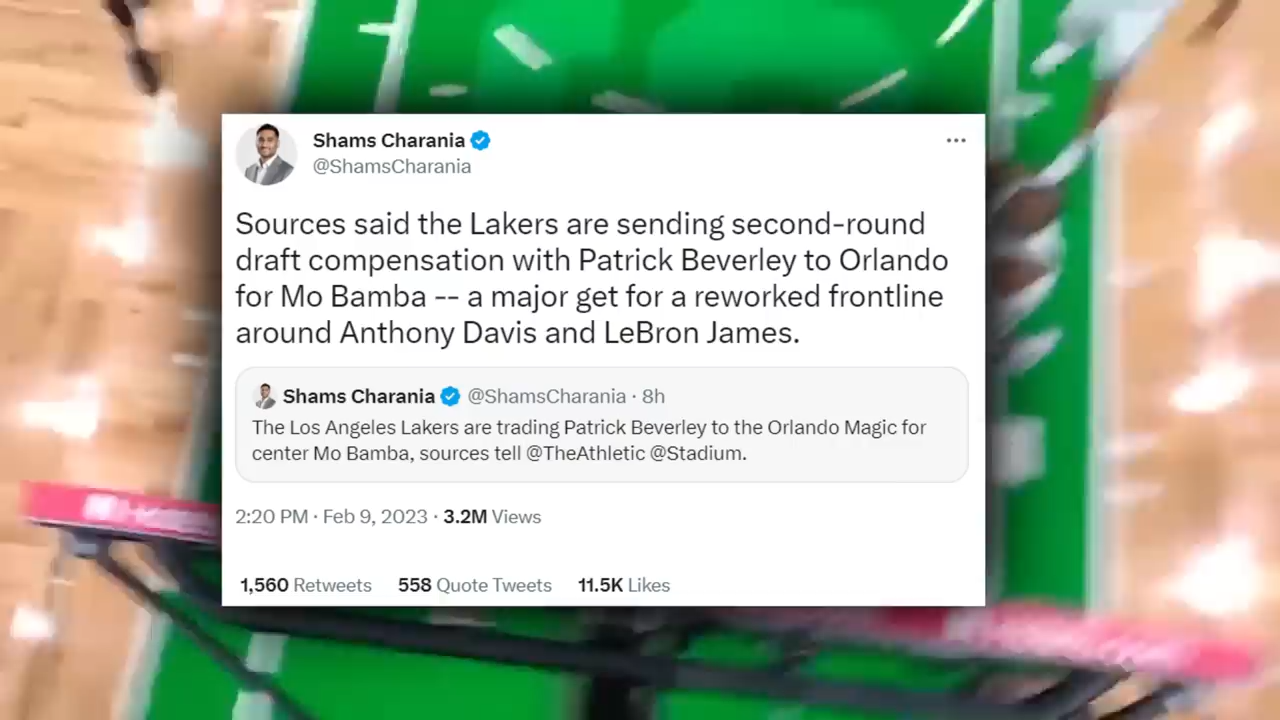 Shams Charania
@ShamsCharania
Sources said the Lakers are sending second-round
draft compensation with Patrick Beverley to Orlando
for Mo Bamba -- a major get for a reworked frontline
around Anthony Davis and LeBron James.
Shams Charania @ShamsCharania · 8h
The Los Angeles Lakers are trading Patrick Beverley to the Orlando Magic for
center Mo Bamba, sources tell @TheAthletic @Stadium.
2:20 PM · Feb 9, 2023 · 3.2M Views
1,560 Retweets 558 Quote Tweets 11.5K Likes